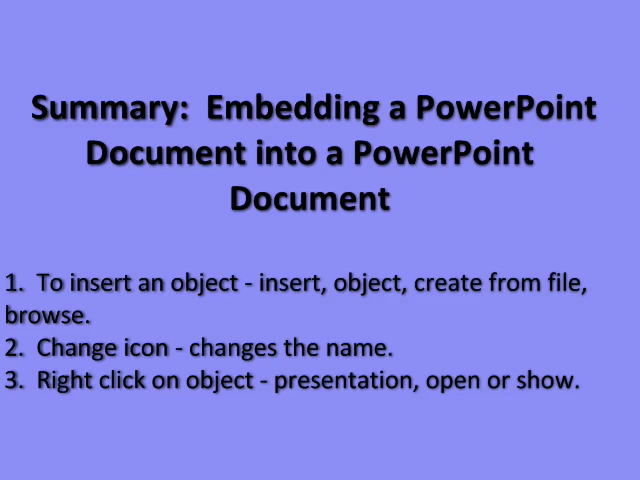 Summary:  Embedding a PowerPoint
Document into a PowerPoint
Document
1.  To insert an object - insert, object, create from file,
browse.
2.  Change icon - changes the name.
3.  Right click on object - presentation, open or show.